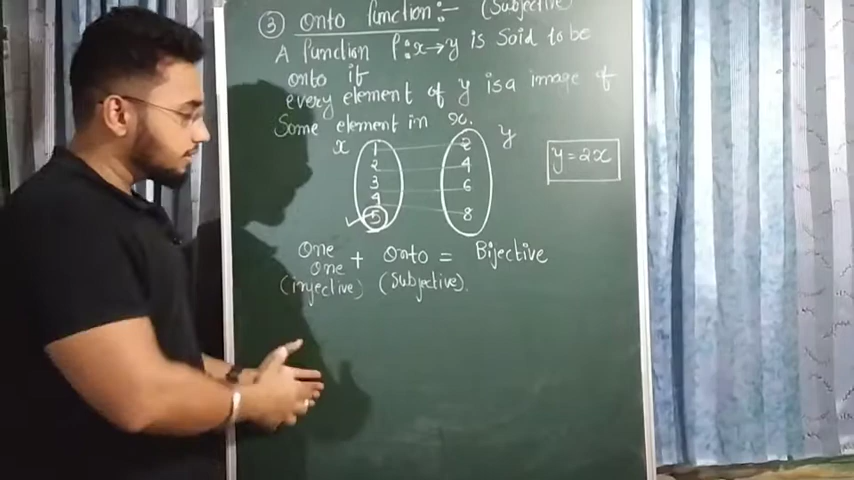 ③ Onto function:- (Subjective)
A function f:x→y is Said to be
onto if
every element of y is a image of
Some element in x.
x y
1 2
2 4
3 6
4 8
5
y = 2x
One One + Onto = Bijective
(injective) (Subjective).